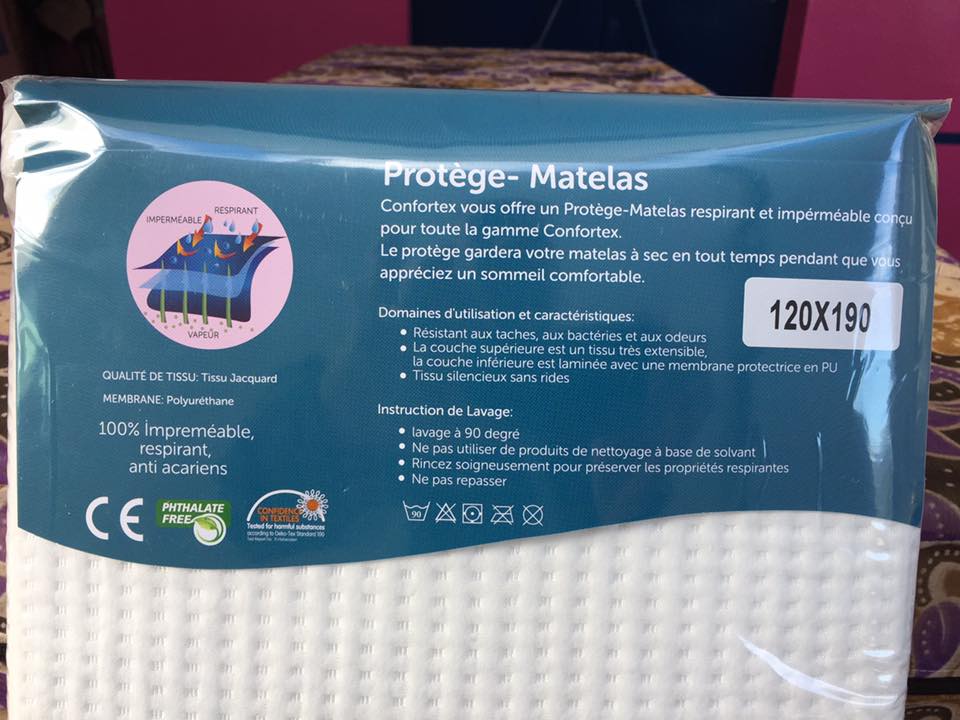 Protège- Matelas
Confortex vous offre un Protège-Matelas respirant et impérméable conçu
pour toute la gamme Confortex.
Le protège gardera votre matelas à sec en tout temps pendant que vous
appréciez un sommeil comfortable.
120X190
IMPERMÉABLE
RESPIRANT
VAPEUR
Domaines d'utilisation et caractéristiques:
• Résistant aux taches, aux bactéries et aux odeurs
• La couche supérieure est un tissu très extensible,
la couche inférieure est laminée avec une membrane protectrice en PU
• Tissu silencieux sans rides
QUALITÉ DE TISSU: Tissu Jacquard
MEMBRANE: Polyuréthane
100% İmpreméable,
respirant,
anti acariens
Instruction de Lavage:
• lavage à 90 degré
• Ne pas utiliser de produits de nettoyage à base de solvant
• Rincez soigneusement pour préserver les propriétés respirantes
• Ne pas repasser
90
CE
PHTHALATE
FREE
CONFIDENCE
IN TEXTILES
Tested for harmful substances
according to Oeko-Tex Standard 100